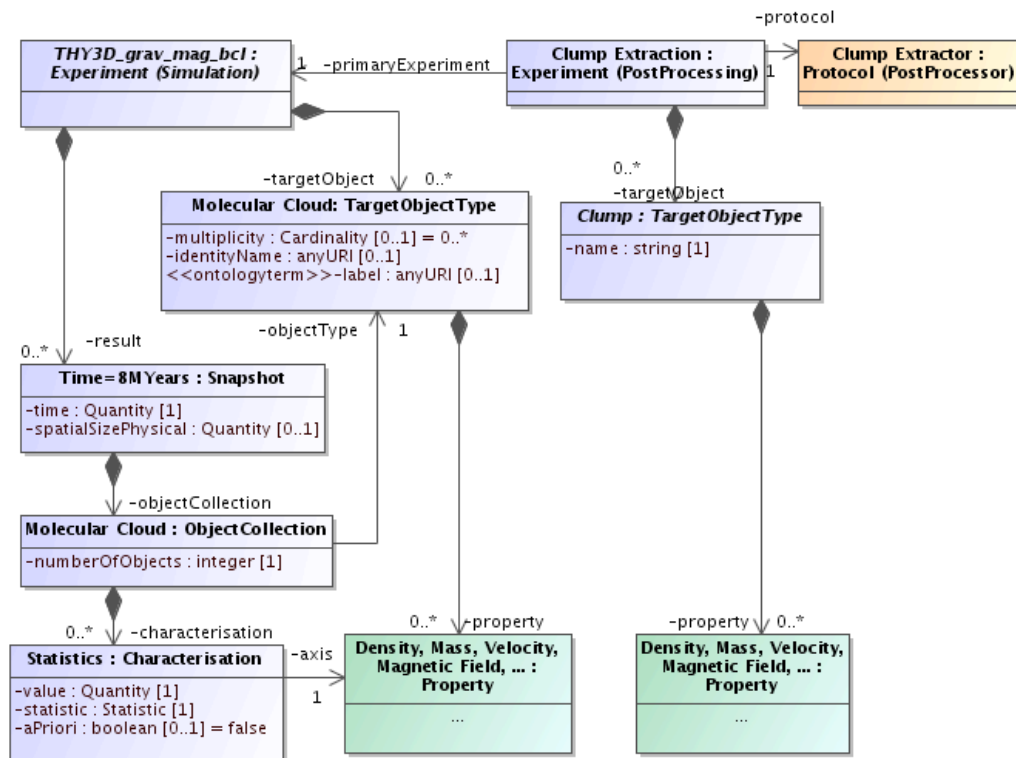 -protocol
THY3D_grav_mag_bcl :
Experiment (Simulation)
1
-primaryExperiment
Clump Extraction :
Experiment (PostProcessing)
1
Clump Extractor :
Protocol (PostProcessor)
-targetObject
0..*
0..*
-targetObject
Molecular Cloud: TargetObjectType
-multiplicity : Cardinality [0..1] = 0..*
-identityName : anyURI [0..1]
<<ontologyterm>>-label : anyURI [0..1]
Clump : TargetObjectType
-name : string [1]
-objectType
1
0..*
-result
Time=8MYears : Snapshot
-time : Quantity [1]
-spatialSizePhysical : Quantity [0..1]
-objectCollection
Molecular Cloud : ObjectCollection
-numberOfObjects : integer [1]
0..*
-characterisation
0..*
-property
-property
0..*
Statistics : Characterisation
-value : Quantity [1]
-statistic : Statistic [1]
-aPriori : boolean [0..1] = false
-axis
1
Density, Mass, Velocity,
Magnetic Field, ... :
Property
...
Density, Mass, Velocity,
Magnetic Field, ... :
Property
...